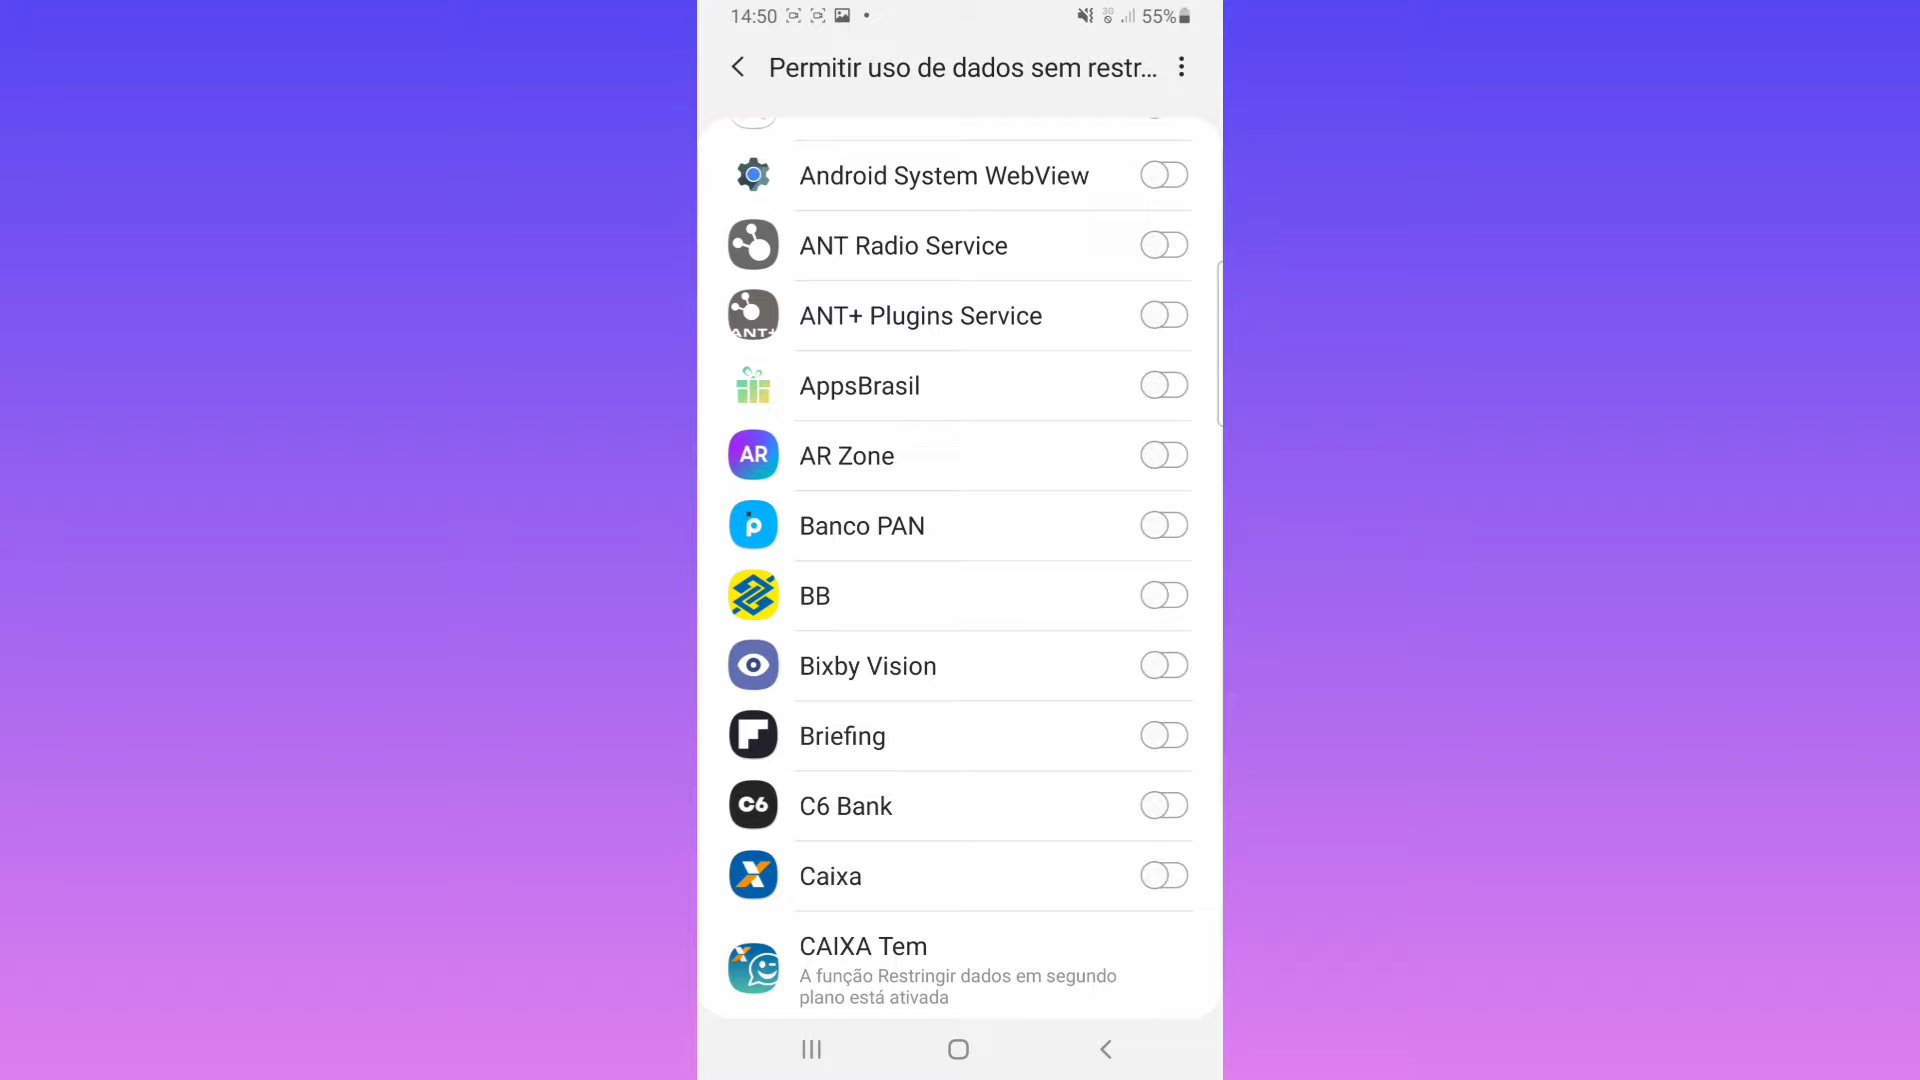 14:50 3G 55%
Permitir uso de dados sem restr...
Android System WebView
ANT Radio Service
ANT+
ANT+ Plugins Service
AppsBrasil
AR
AR Zone
Banco PAN
BB
Bixby Vision
Briefing
C6
C6 Bank
Caixa
CAIXA Tem
A função Restringir dados em segundo
plano está ativada